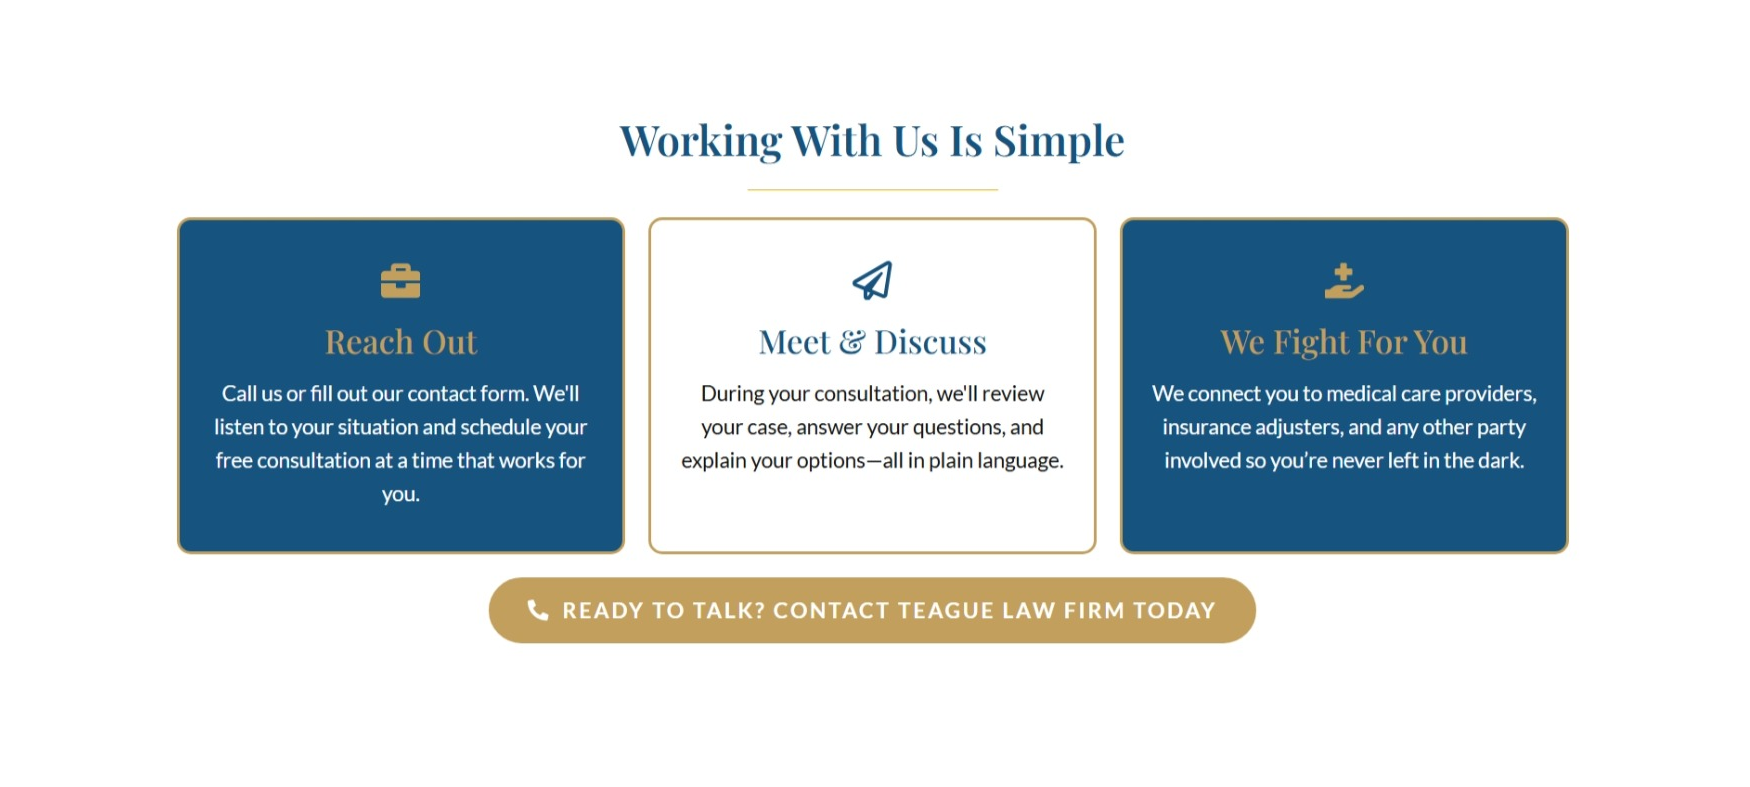 Working With Us Is Simple
Reach Out
Call us or fill out our contact form. We'll
listen to your situation and schedule your
free consultation at a time that works for
you.
Meet & Discuss
During your consultation, we'll review
your case, answer your questions, and
explain your options—all in plain language.
We Fight For You
We connect you to medical care providers,
insurance adjusters, and any other party
involved so you’re never left in the dark.
READY TO TALK? CONTACT TEAGUE LAW FIRM TODAY